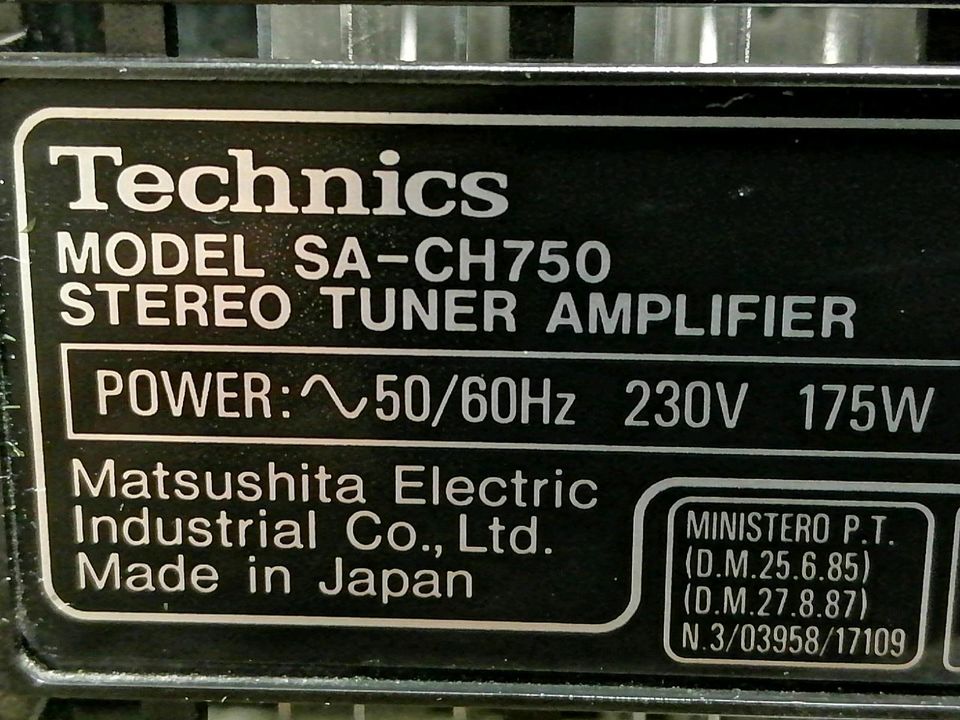 Technics
MODEL SA-CH750
STEREO TUNER AMPLIFIER
POWER: ∿50/60Hz 230V 175W
Matsushita Electric
Industrial Co., Ltd.
Made in Japan
MINISTERO P.T.
(D.M.25.6.85)
(D.M.27.8.87)
N.3/03958/17109